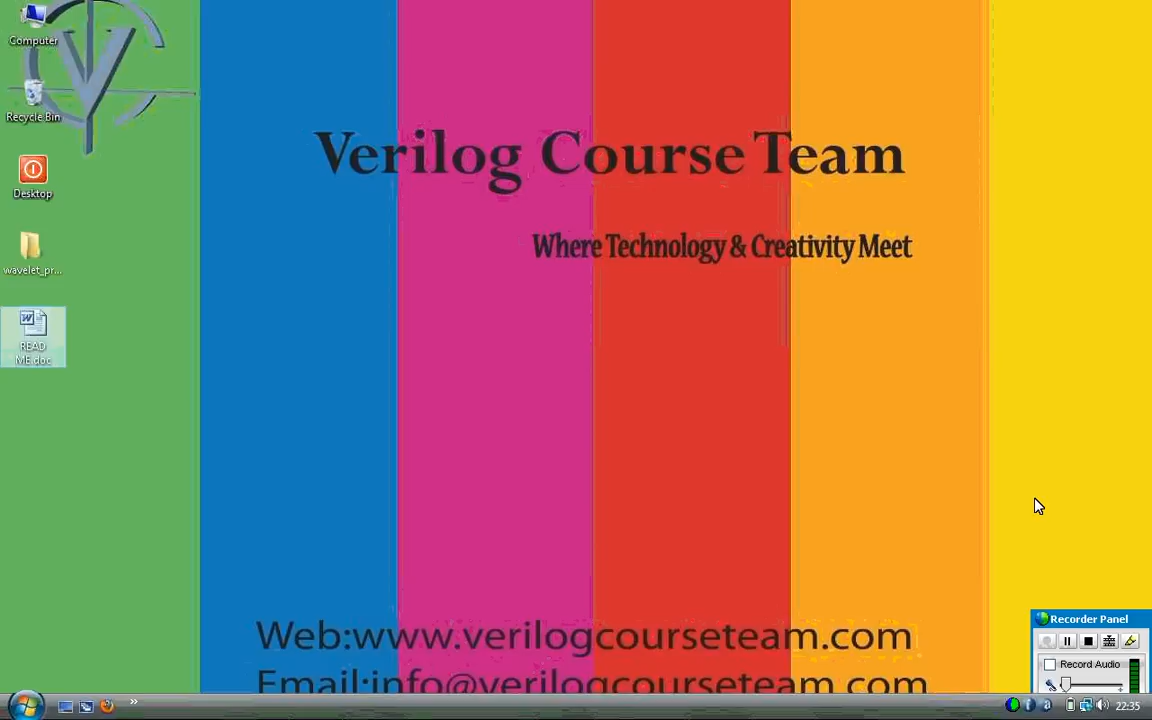 Computer
Recycle Bin
Desktop
wavelet_pr...
READ
ME.doc
Verilog Course Team
Where Technology & Creativity Meet
Web:www.verilogcourseteam.com
Email:info@verilogcourseteam.com
Recorder Panel
Record Audio
22:35